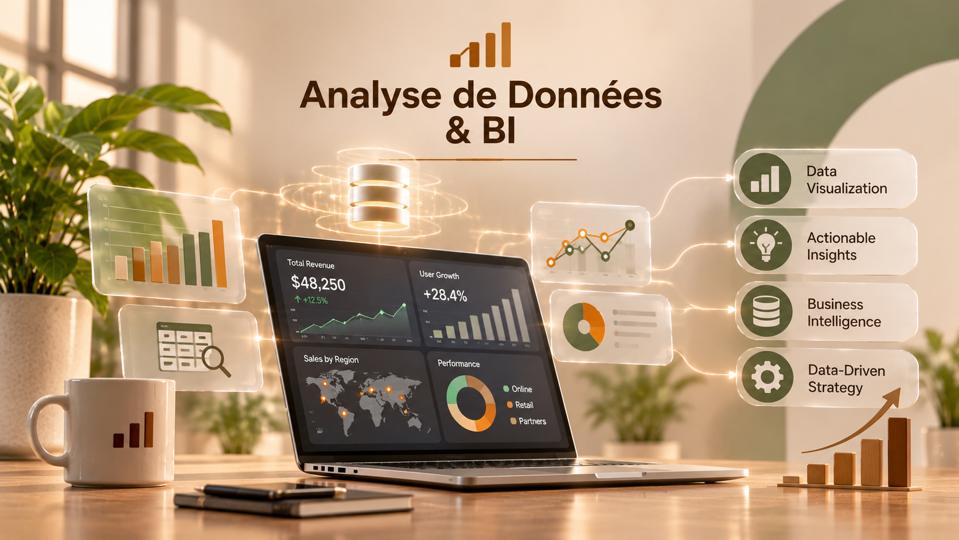 Analyse de Données
& BI
Total Revenue
$48,250
↑ +12.5%
User Growth
+28.4%
Sales by Region
Performance
Online
Retail
Partners
Data
Visualization
Actionable
Insights
Business
Intelligence
Data-Driven
Strategy